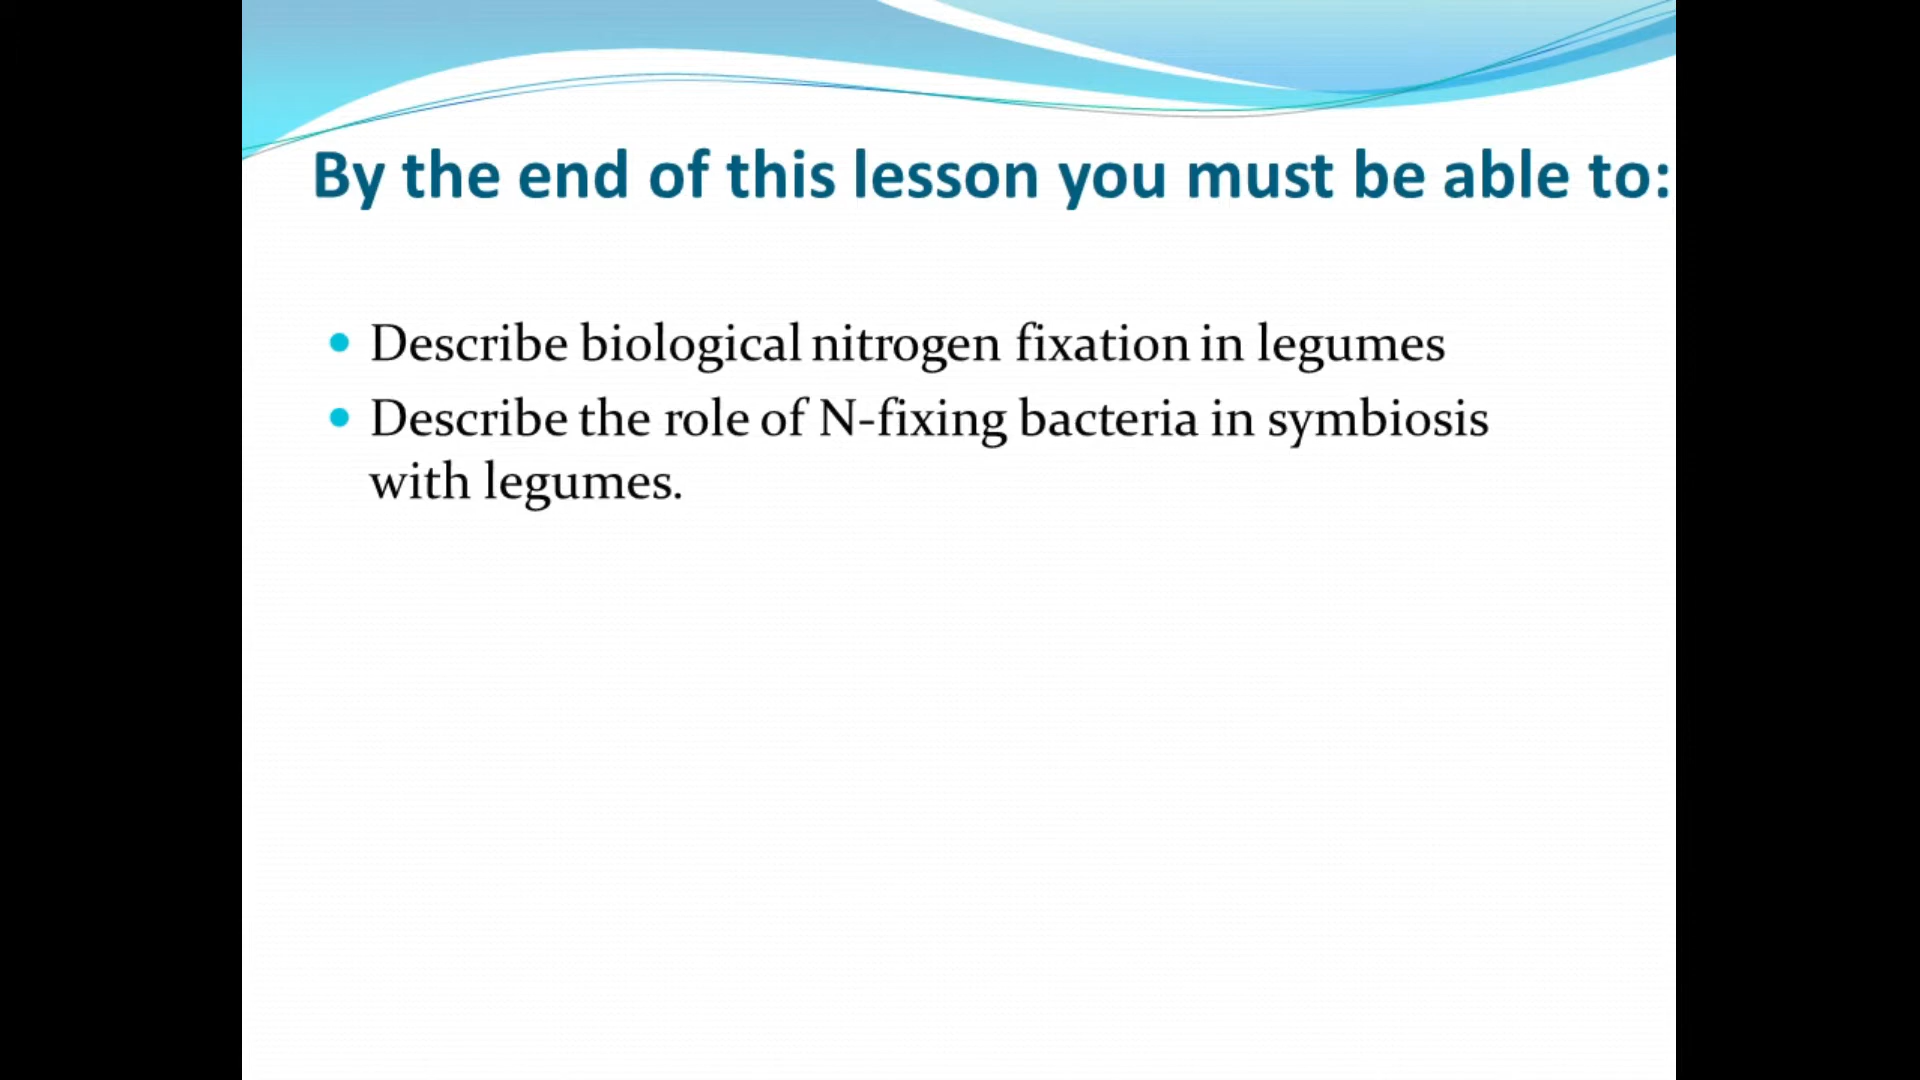 By the end of this lesson you must be able to:
• Describe biological nitrogen fixation in legumes
• Describe the role of N-fixing bacteria in symbiosis
with legumes.